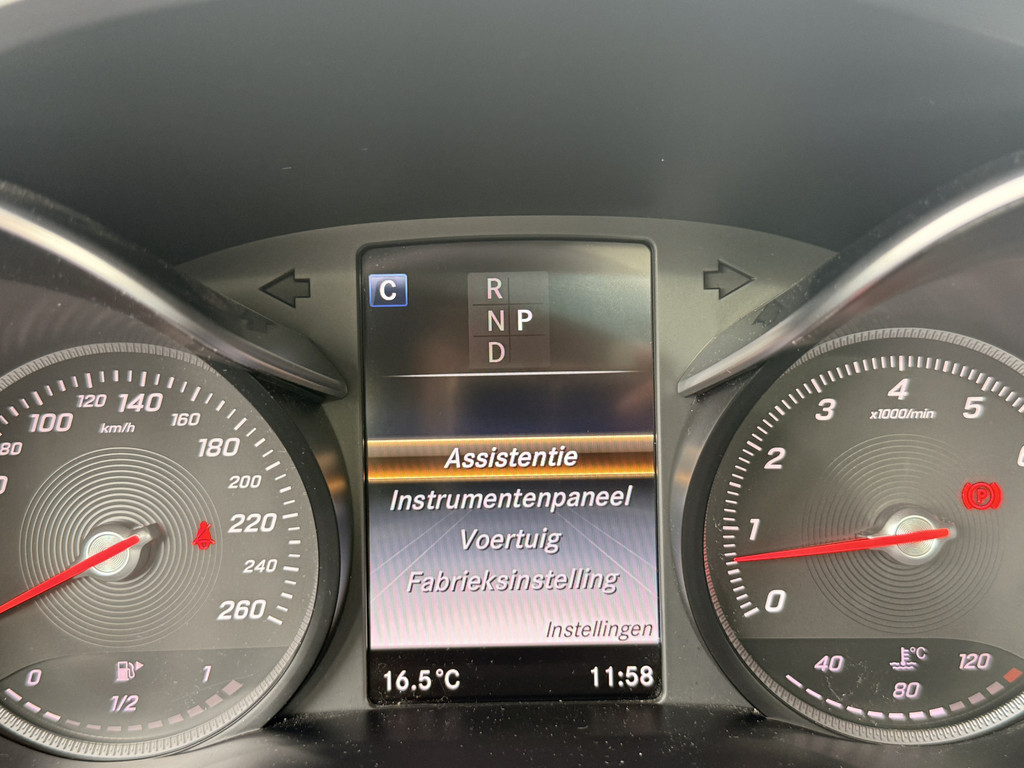 C
R
N P
D
Assistentie
Instrumentenpaneel
Voertuig
Fabrieksinstelling
Instellingen
16.5°C 11:58
80
100
120
140
160
180
200
220
240
260
km/h
0 1/2 1
0
1
2
3
4
5
x1000/min
P
40 80 120
°C